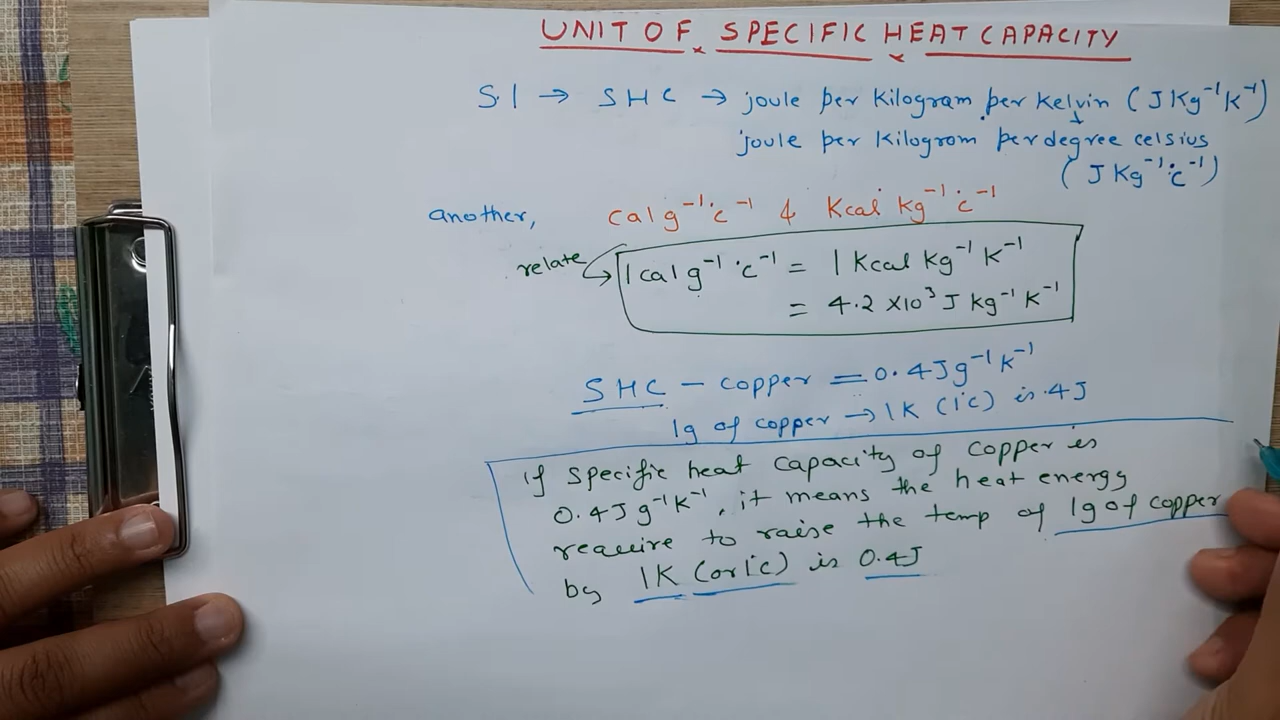 UNIT OF SPECIFIC HEAT CAPACITY
S.I → SHC → joule per kilogram per kelvin (J Kg⁻¹ K⁻¹)
joule per kilogram per degree celsius
(J Kg⁻¹ °c⁻¹)
another, cal g⁻¹ °c⁻¹ & Kcal kg⁻¹ °c⁻¹
relate → 1 cal g⁻¹ °c⁻¹ = 1 Kcal Kg⁻¹ K⁻¹
= 4.2 ×10³ J kg⁻¹ K⁻¹
SHC - copper = 0.4 J g⁻¹ K⁻¹
1g of copper → 1K (1°c) is .4J
If specific heat capacity of copper is
0.4 J g⁻¹ K⁻¹, it means the heat energy
require to raise the temp of 1g of copper
by 1K (or 1°c) is 0.4J